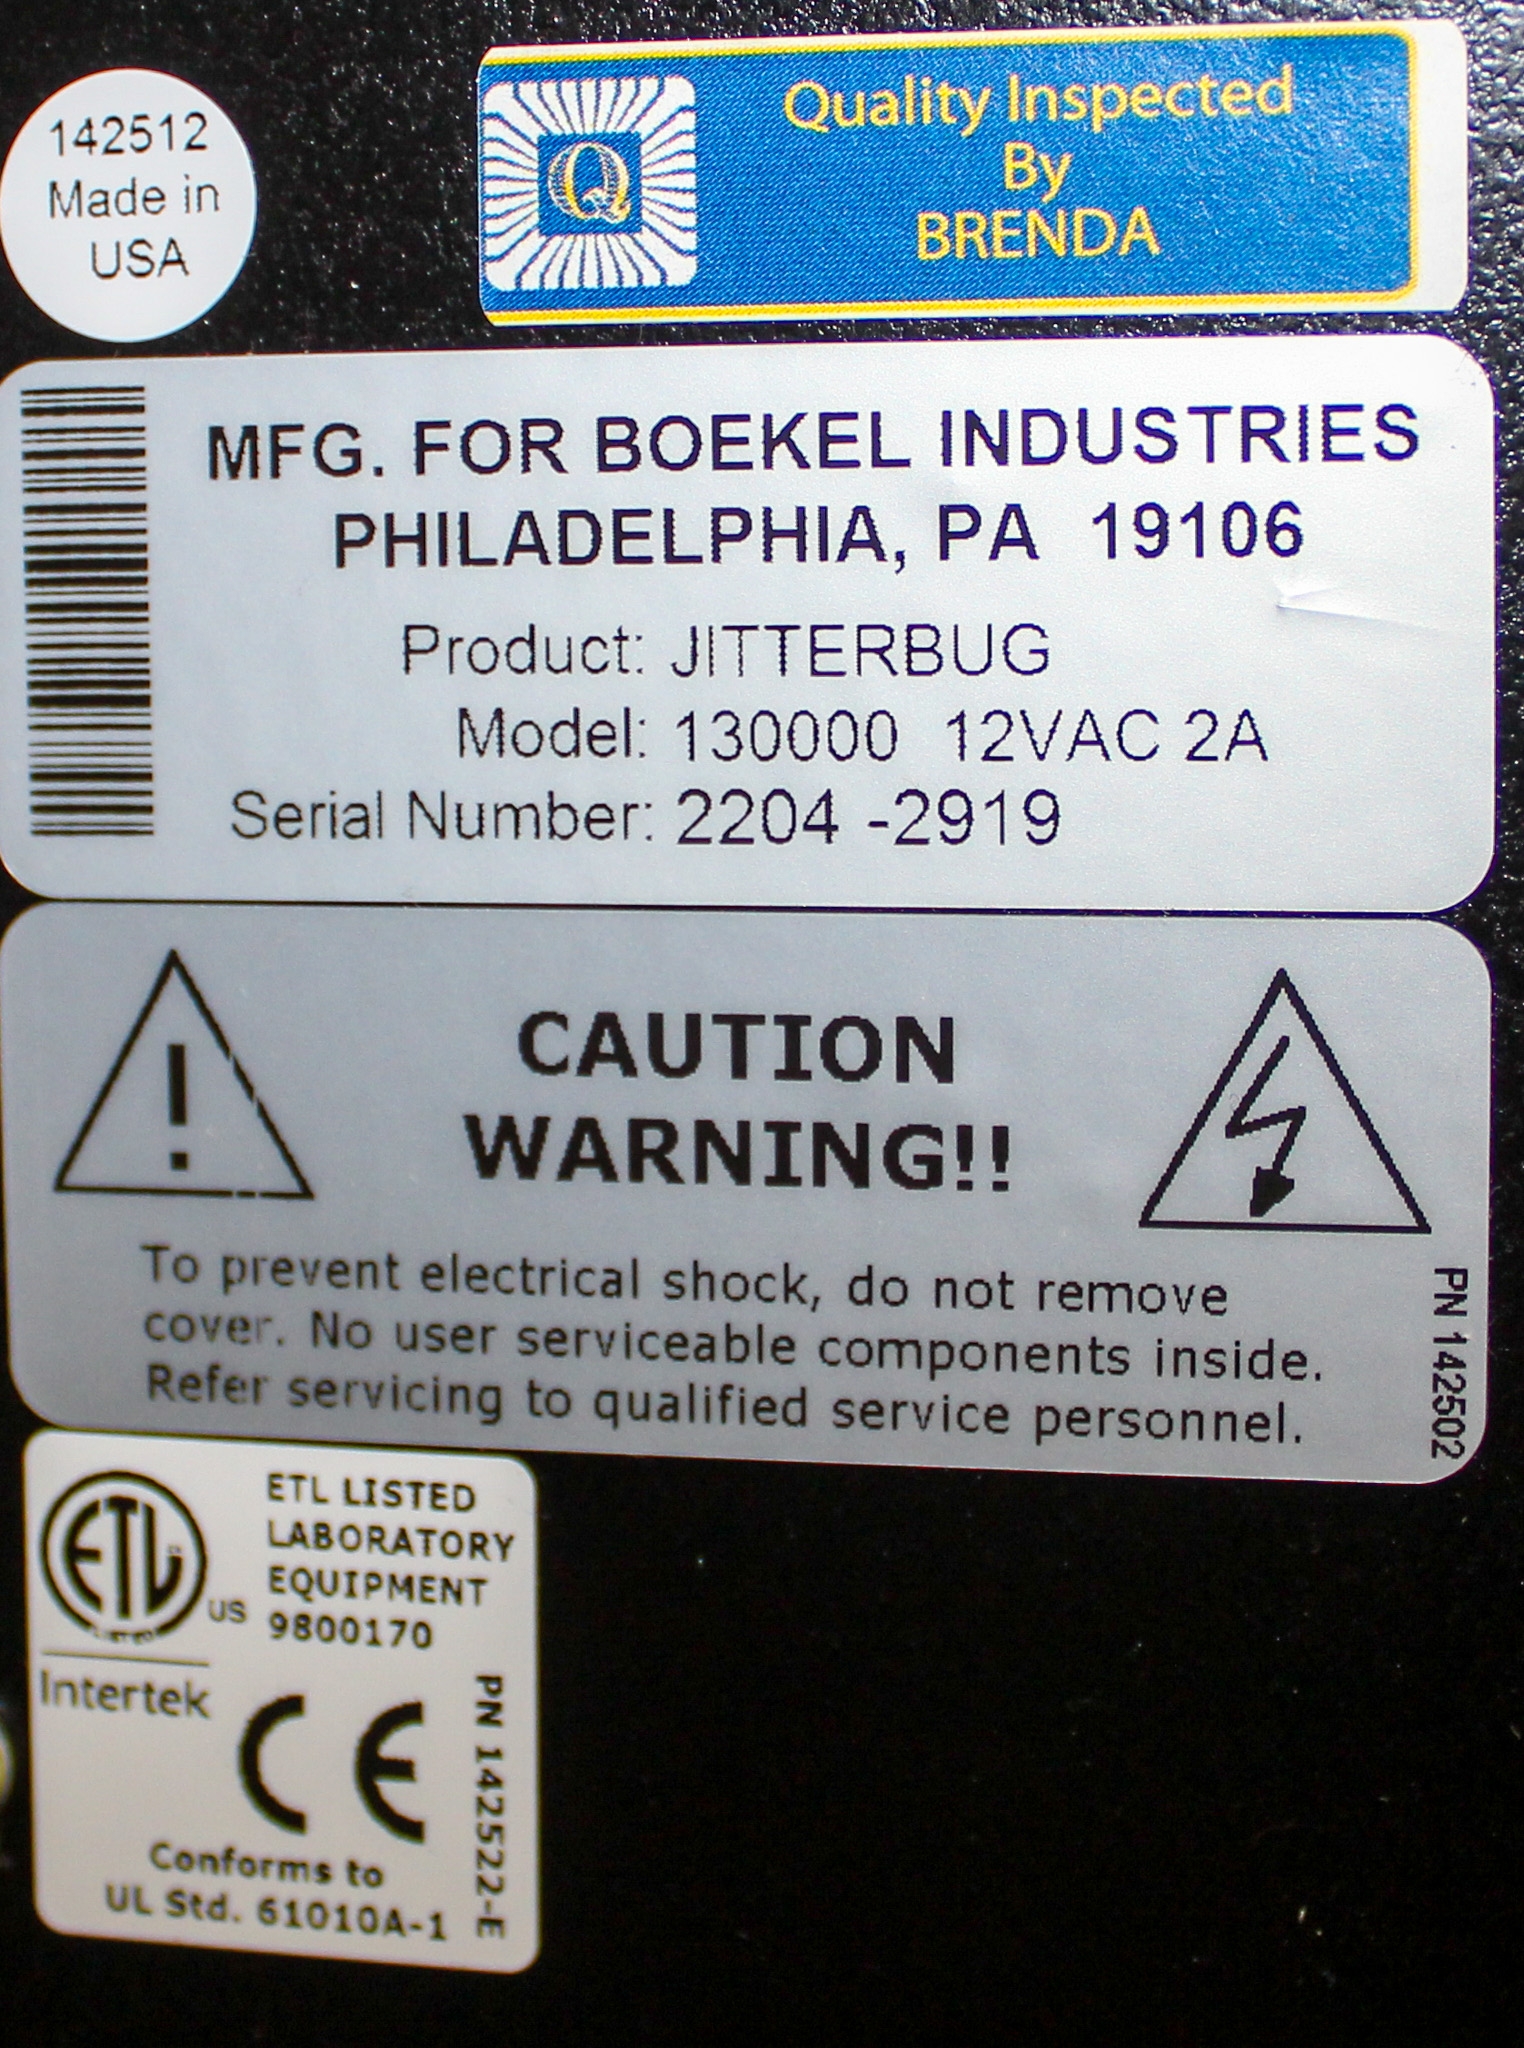 142512
Made in
USA
Q
Quality Inspected
By
BRENDA
MFG. FOR BOEKEL INDUSTRIES
PHILADELPHIA, PA 19106
Product: JITTERBUG
Model: 130000 12VAC 2A
Serial Number: 2204 -2919
!
CAUTION
WARNING!!
To prevent electrical shock, do not remove
cover. No user serviceable components inside.
Refer servicing to qualified service personnel.
PN 142502
ETL
LISTED
US
Intertek
ETL LISTED
LABORATORY
EQUIPMENT
9800170
CE
Conforms to
UL Std. 61010A-1
PN 142522-E